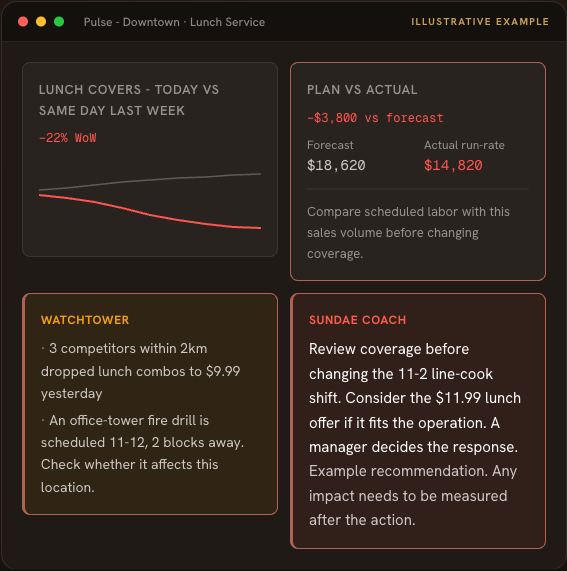 Pulse - Downtown · Lunch Service
ILLUSTRATIVE EXAMPLE
LUNCH COVERS - TODAY VS
SAME DAY LAST WEEK
-22% WoW
PLAN VS ACTUAL
-$3,800 vs forecast
Forecast
Actual run-rate
$18,620
$14,820
Compare scheduled labor with this
sales volume before changing
coverage.
WATCHTOWER
· 3 competitors within 2km
dropped lunch combos to $9.99
yesterday
· An office-tower fire drill is
scheduled 11-12, 2 blocks away.
Check whether it affects this
location.
SUNDAE COACH
Review coverage before
changing the 11-2 line-cook
shift. Consider the $11.99 lunch
offer if it fits the operation. A
manager decides the response.
Example recommendation. Any
impact needs to be measured
after the action.